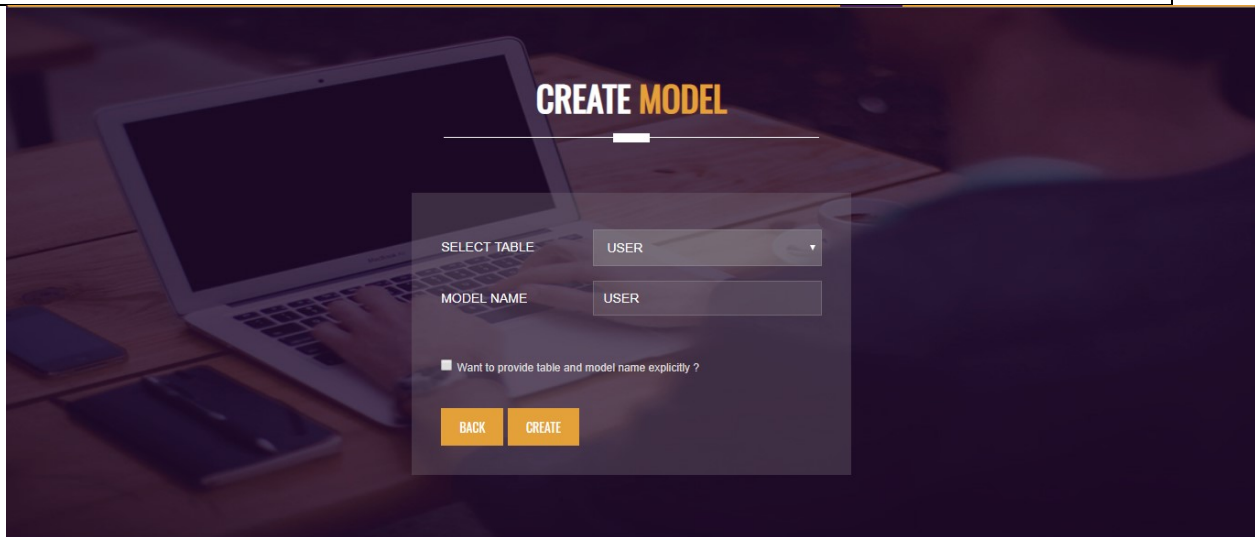 CREATE MODEL
SELECT TABLE USER
MODEL NAME USER
Want to provide table and model name explicitly ?
BACK CREATE